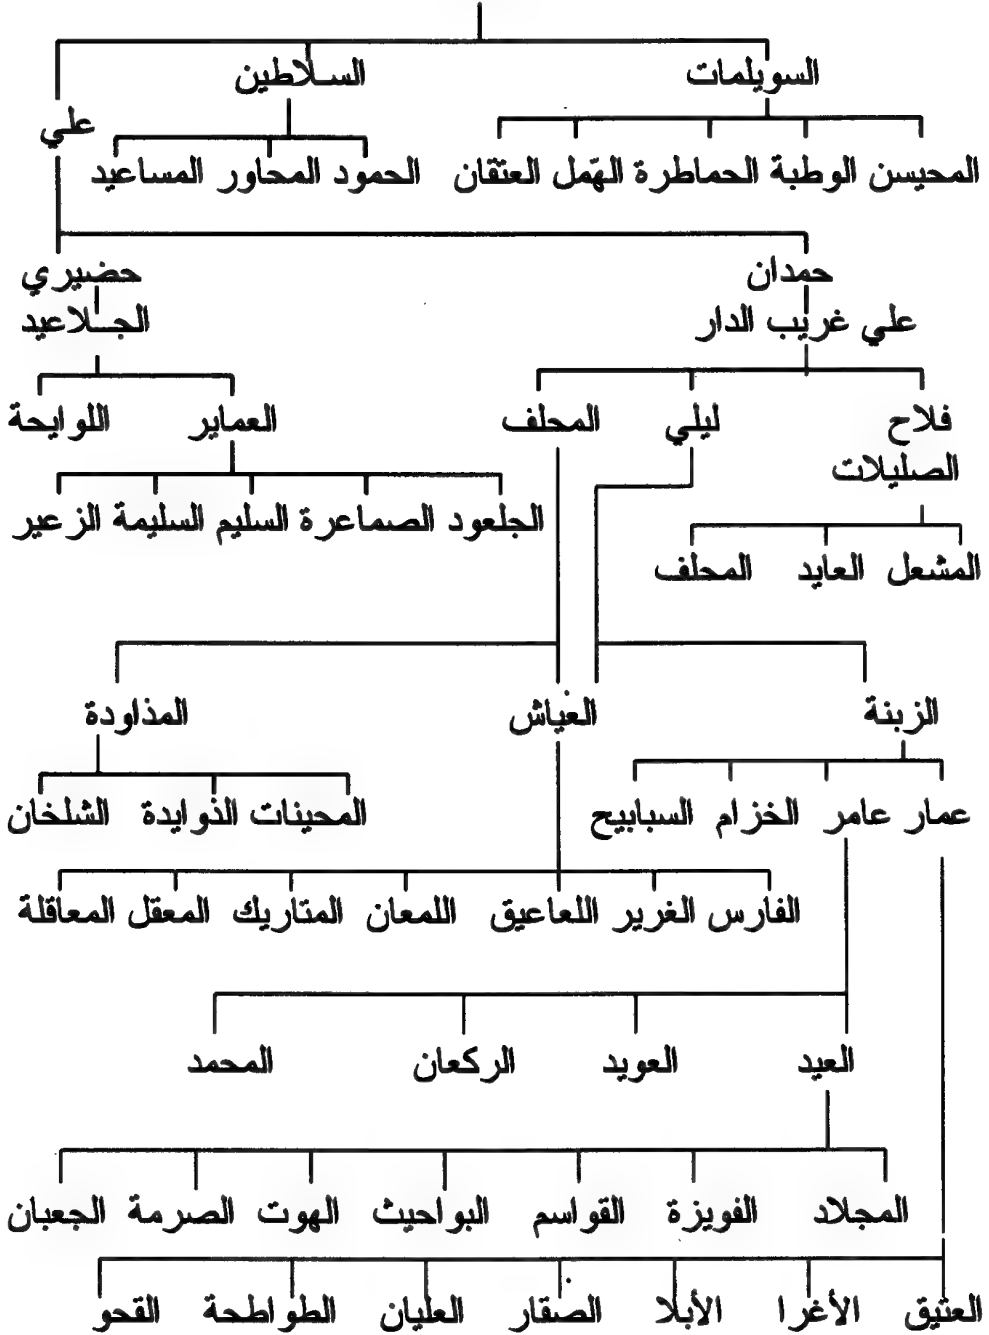 السويلمات السلاطين
علي
المحيسن الوطبة الحماطرة الهّمل العتقان الحمود المحاور المساعيد
حمدان حضيري
علي غريب الدار الجلاعيد
فلاح ليلي المحلف العماير اللوايحة
الصليلات
الجلعود الصماعرة السليم السليمة الزعير
المشعل العايد المحلف
الزبنة العياش المذاودة
عمار عامر الخزام السبابيح المحينات الذوايدة الشلخان
الفارس الغرير اللعاعيق اللمعان المتاريك المعقل المعاقلة
العيد العويد الركعان المحمد
المجلاد الفويزة القواسم البواحيث الهوت الصرمة الجعبان
العتيق الأغرا الأبلا الصقار العليان الطواطحة القحو